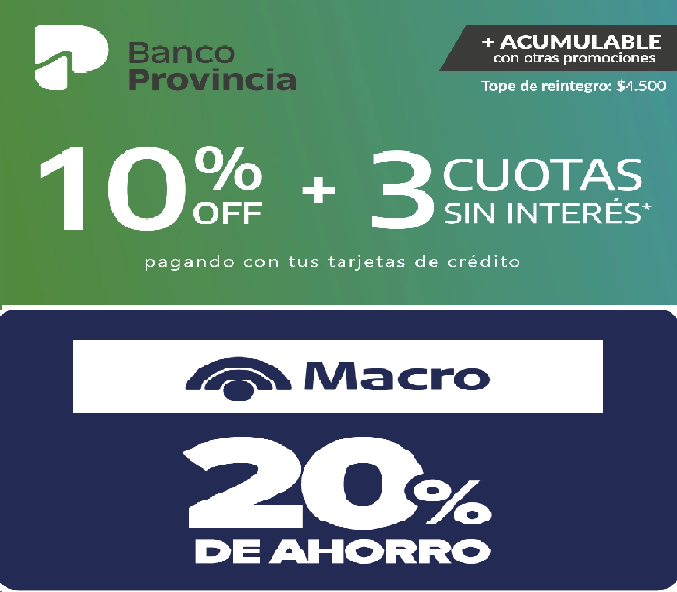 Banco
Provincia
+ ACUMULABLE
con otras promociones
Tope de reintegro: $4.500
10% OFF + 3 CUOTAS SIN INTERÉS*
pagando con tus tarjetas de crédito
Macro
20%
DE AHORRO